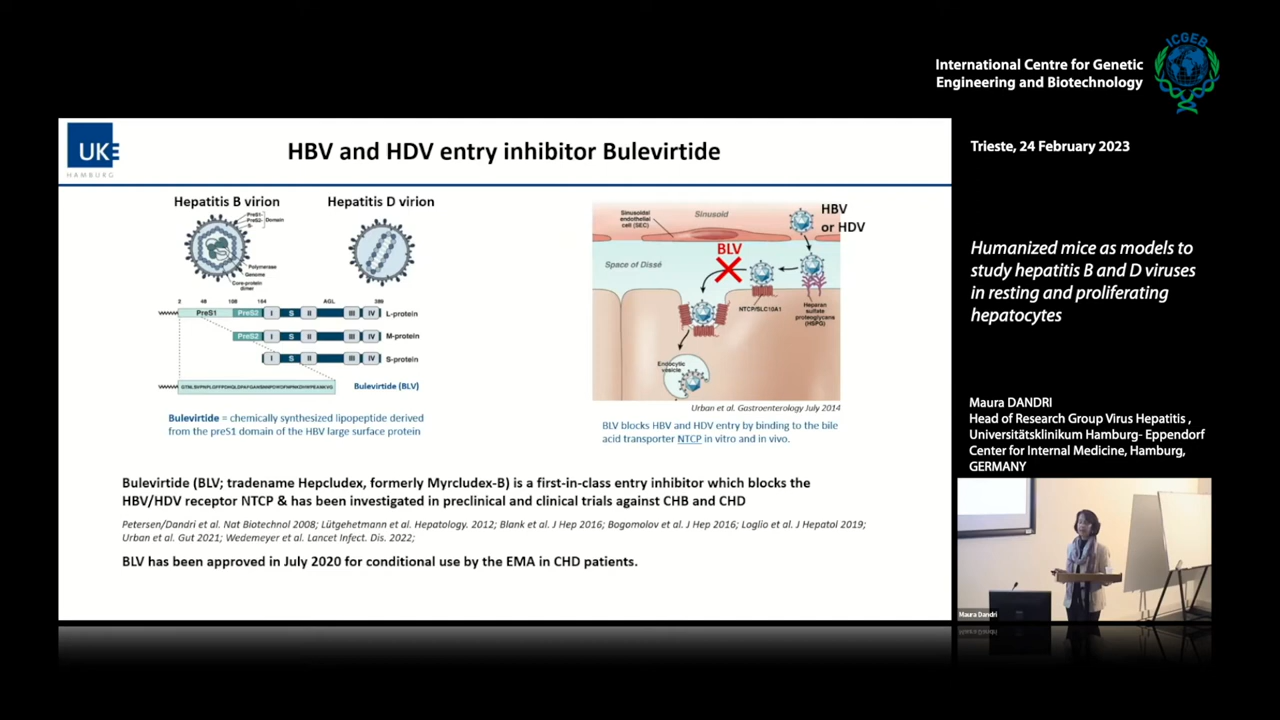 International Centre for Genetic
Engineering and Biotechnology
ICGEB
Trieste, 24 February 2023
UKE
HAMBURG
HBV and HDV entry inhibitor Bulevirtide
Hepatitis B virion
Hepatitis D virion
PreS1-
PreS2-
S-
Domain
Polymerase
Genome
Core-protein
dimer
2 48 108 164 AGL
PreS1 PreS2 I S II III IV L-protein
PreS2 I S II III IV M-protein
I S II III IV S-protein
Bulevirtide (BLV)
Bulevirtide = chemically synthesized lipopeptide derived
from the preS1 domain of the HBV large surface protein
Sinusoidal
endothelial
cell (SEC)
Sinusoid
HBV
or HDV
BLV
Space of Dissé
NTCP/SLC10A1
Heparan
sulfate
proteoglycans
(HSPG)
Endocytic
vesicle
Urban et al. Gastroenterology July 2014
BLV blocks HBV and HDV entry by binding to the bile
acid transporter NTCP in vitro and in vivo.
Bulevirtide (BLV; tradename Hepcludex, formerly Myrcludex-B) is a first-in-class entry inhibitor which blocks the
HBV/HDV receptor NTCP & has been investigated in preclinical and clinical trials against CHB and CHD
Petersen/Dandri et al. Nat Biotechnol 2008; Lütgehetmann et al. Hepatology. 2012; Blank et al. J Hep 2016; Bogomolov et al. J Hep 2016; Loglio et al. J Hepatol 2019;
Urban et al. Gut 2021; Wedemeyer et al. Lancet Infect. Dis. 2022;
BLV has been approved in July 2020 for conditional use by the EMA in CHD patients.
Humanized mice as models to
study hepatitis B and D viruses
in resting and proliferating
hepatocytes
Maura DANDRI
Head of Research Group Virus Hepatitis ,
Universitätsklinikum Hamburg- Eppendorf
Center for Internal Medicine, Hamburg,
GERMANY
Maura Dandri